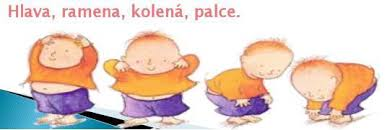 Hlava, ramena, kolená, palce.